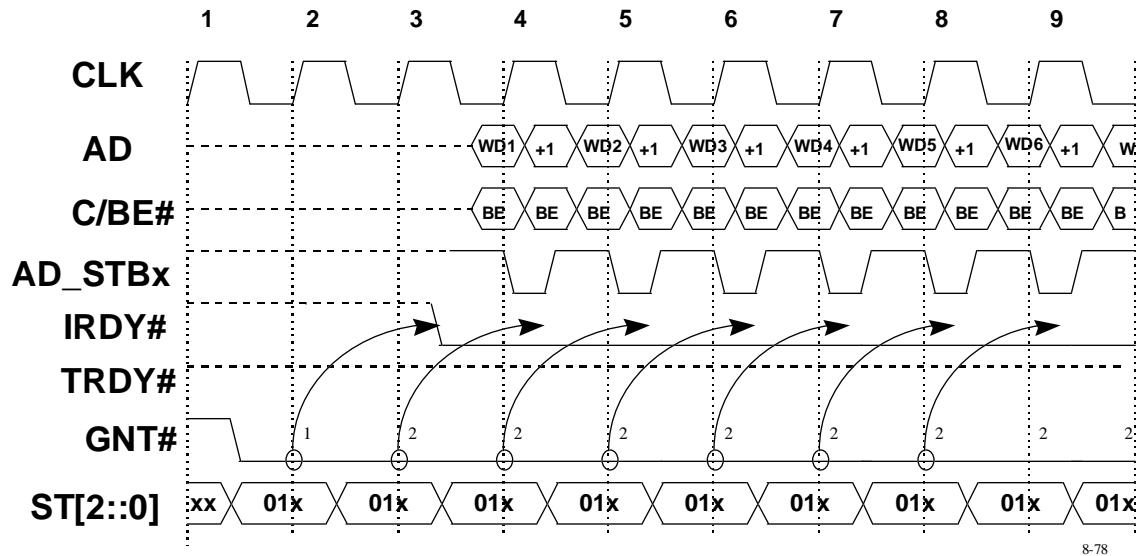 1 2 3 4 5 6 7 8 9
CLK
AD WD1 +1 WD2 +1 WD3 +1 WD4 +1 WD5 +1 WD6 +1 W
C/BE# BE BE BE BE BE BE BE BE BE BE BE BE B
AD_STBx
IRDY#
TRDY#
GNT# 1 2 2 2 2 2 2 2 2
ST[2::0] xx 01x 01x 01x 01x 01x 01x 01x 01x 01x
8-78